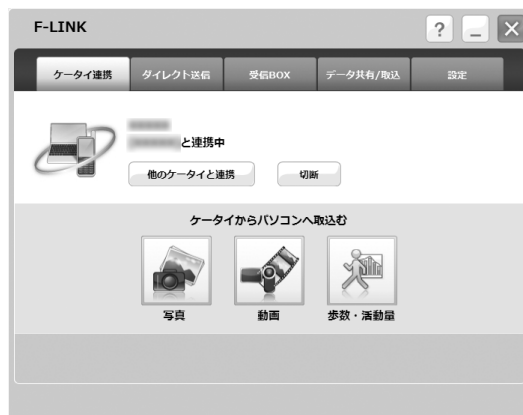 F-LINK
? _ ×
ケータイ連携 ダイレクト送信 受信BOX データ共有/取込 設定
と連携中
他のケータイと連携 切断
ケータイからパソコンへ取込む
写真 動画 歩数・活動量